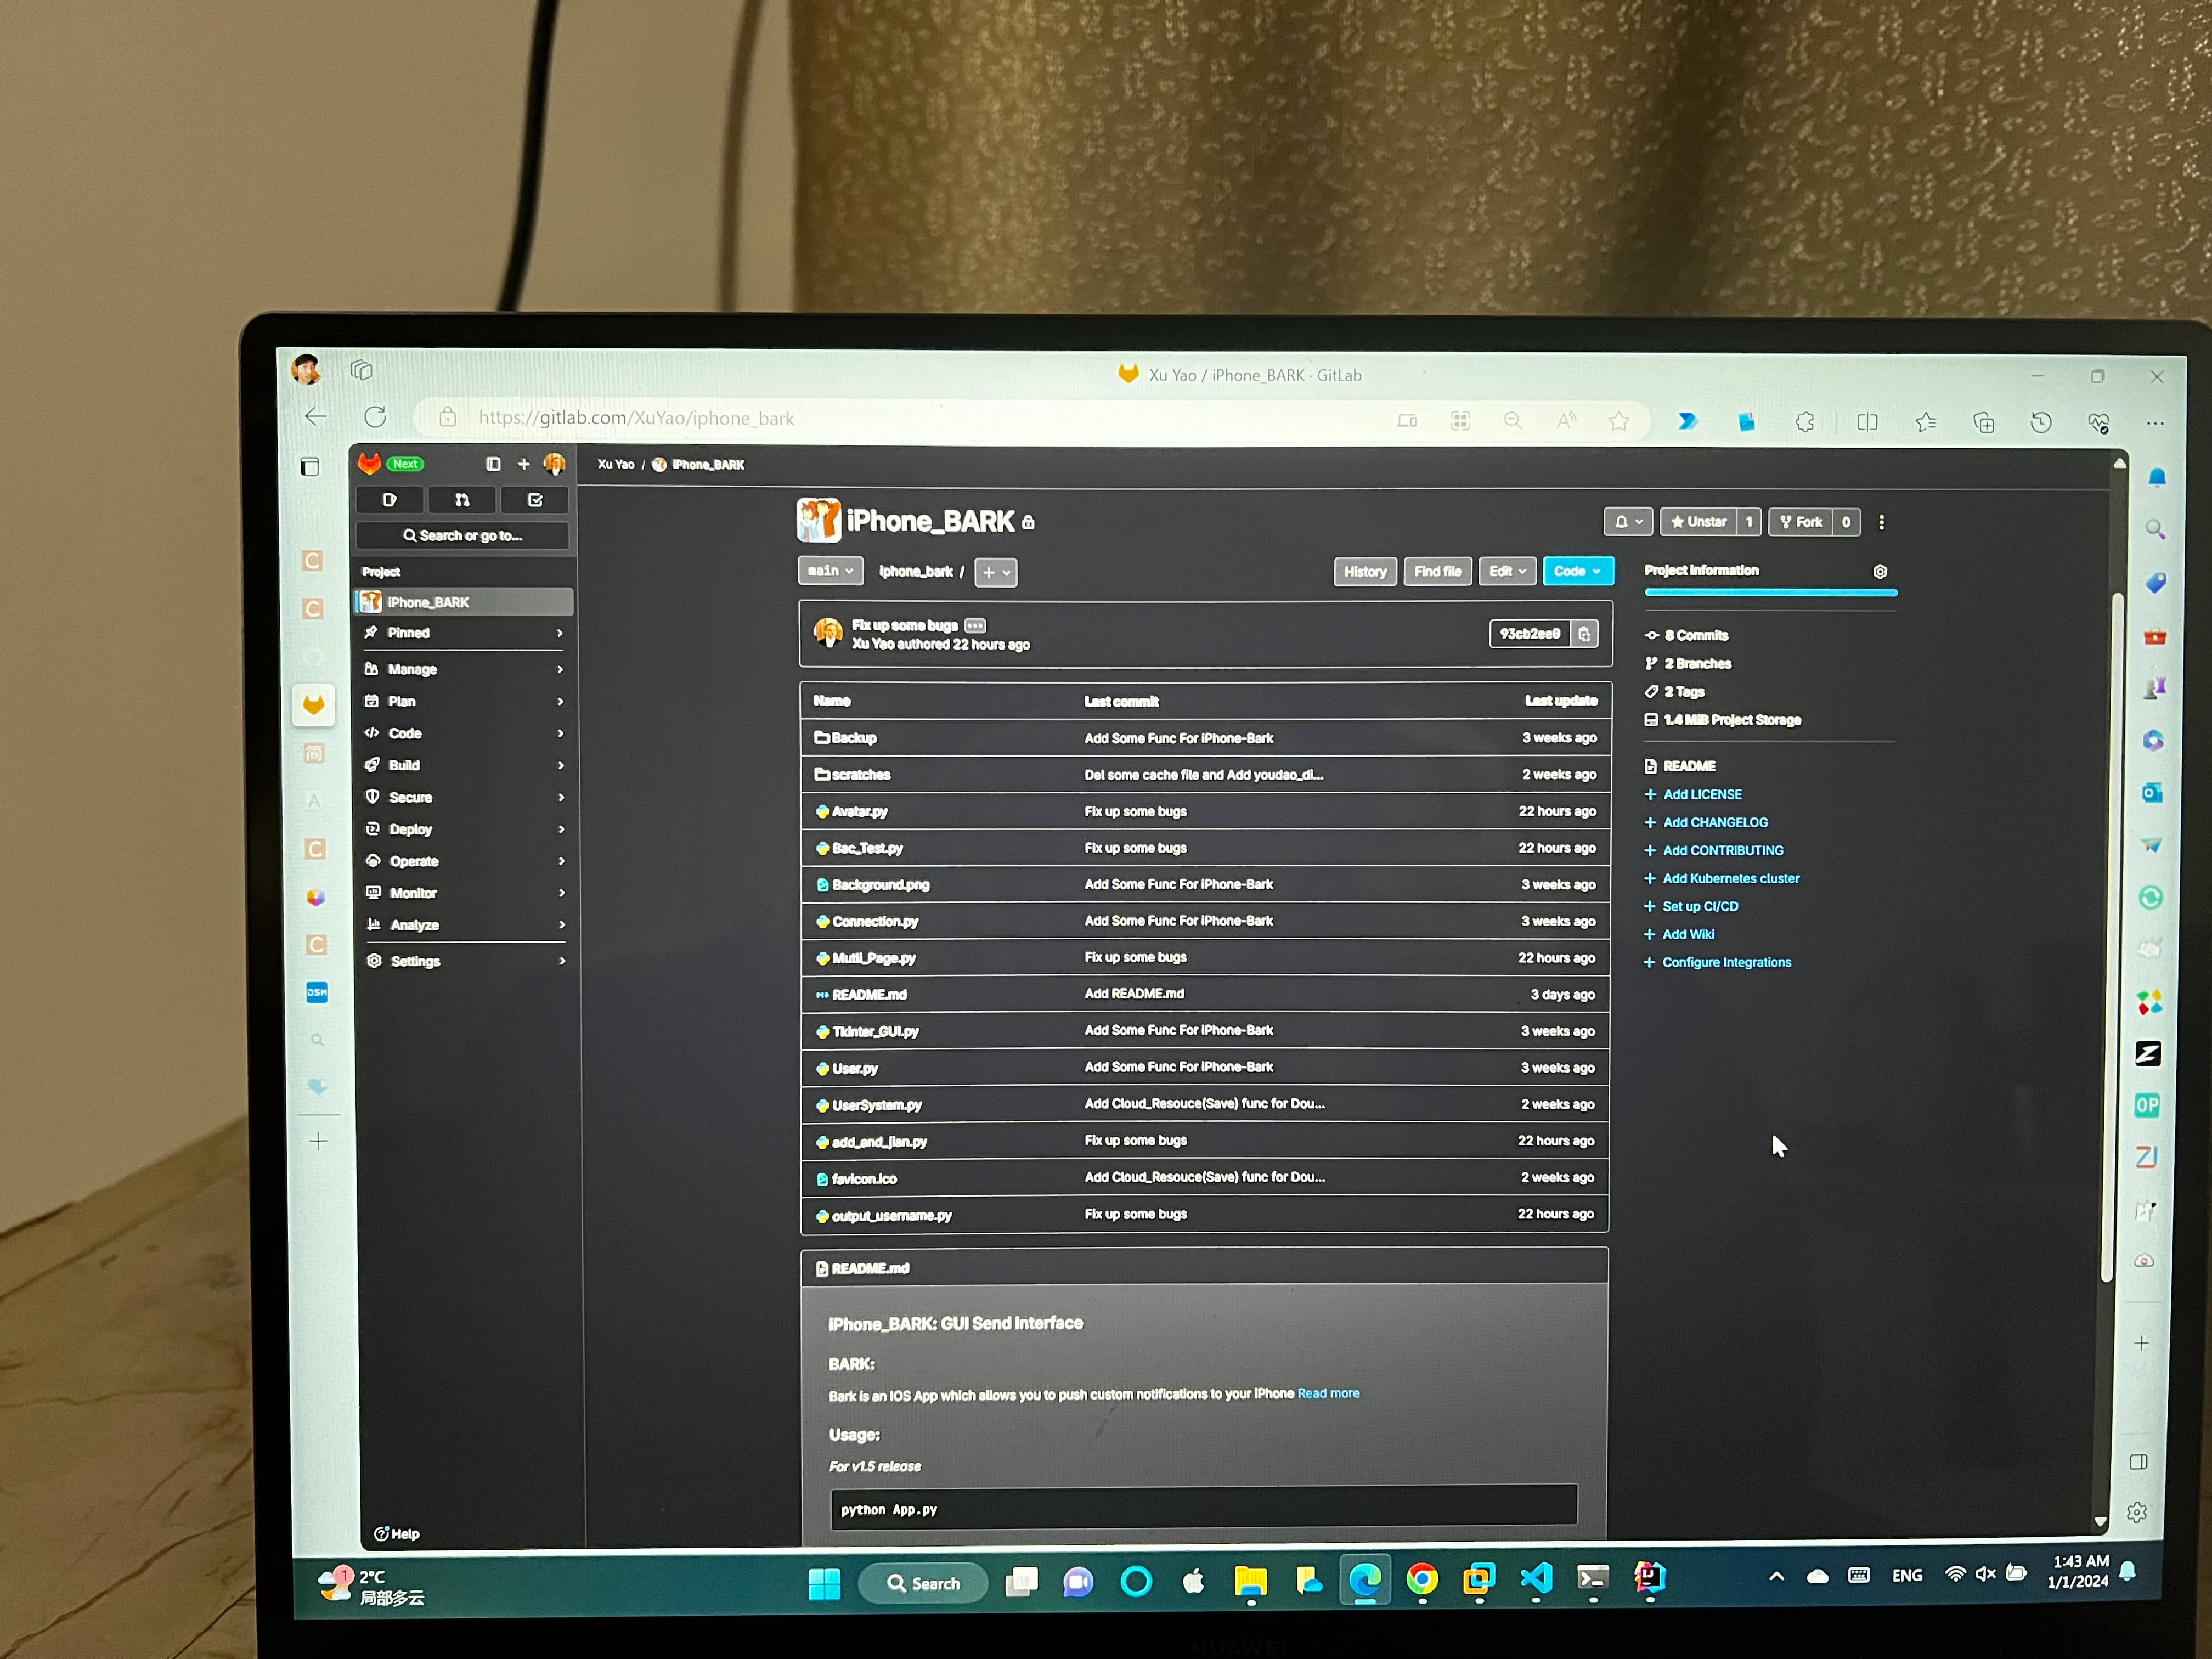 Xu Yao / iPhone_BARK · GitLab
https://gitlab.com/XuYao/iphone_bark
Next
Xu Yao / iPhone_BARK
Search or go to...
Project
iPhone_BARK
Pinned
Manage
Plan
Code
Build
Secure
Deploy
Operate
Monitor
Analyze
Settings
Help
iPhone_BARK
Unstar 1
Fork 0
main
iphone_bark /
History
Find file
Edit
Code
Fix up some bugs
Xu Yao authored 22 hours ago
93cb2ee0
Name Last commit Last update
Backup Add Some Func For iPhone-Bark 3 weeks ago
scratches Del some cache file and Add youdao_di... 2 weeks ago
Avatar.py Fix up some bugs 22 hours ago
Bac_Test.py Fix up some bugs 22 hours ago
Background.png Add Some Func For iPhone-Bark 3 weeks ago
Connection.py Add Some Func For iPhone-Bark 3 weeks ago
Mutli_Page.py Fix up some bugs 22 hours ago
README.md Add README.md 3 days ago
Tkinter_GUI.py Add Some Func For iPhone-Bark 3 weeks ago
User.py Add Some Func For iPhone-Bark 3 weeks ago
UserSystem.py Add Cloud_Resouce(Save) func for Dou... 2 weeks ago
add_and_jian.py Fix up some bugs 22 hours ago
favicon.ico Add Cloud_Resouce(Save) func for Dou... 2 weeks ago
output_username.py Fix up some bugs 22 hours ago
README.md
iPhone_BARK: GUI Send Interface
BARK:
Bark is an IOS App which allows you to push custom notifications to your iPhone Read more
Usage:
For v1.5 release
python App.py
Project information
8 Commits
2 Branches
2 Tags
1.4 MiB Project Storage
README
Add LICENSE
Add CHANGELOG
Add CONTRIBUTING
Add Kubernetes cluster
Set up CI/CD
Add Wiki
Configure Integrations
1
2°C
局部多云
Search
ENG
1:43 AM
1/1/2024
HUAWEI